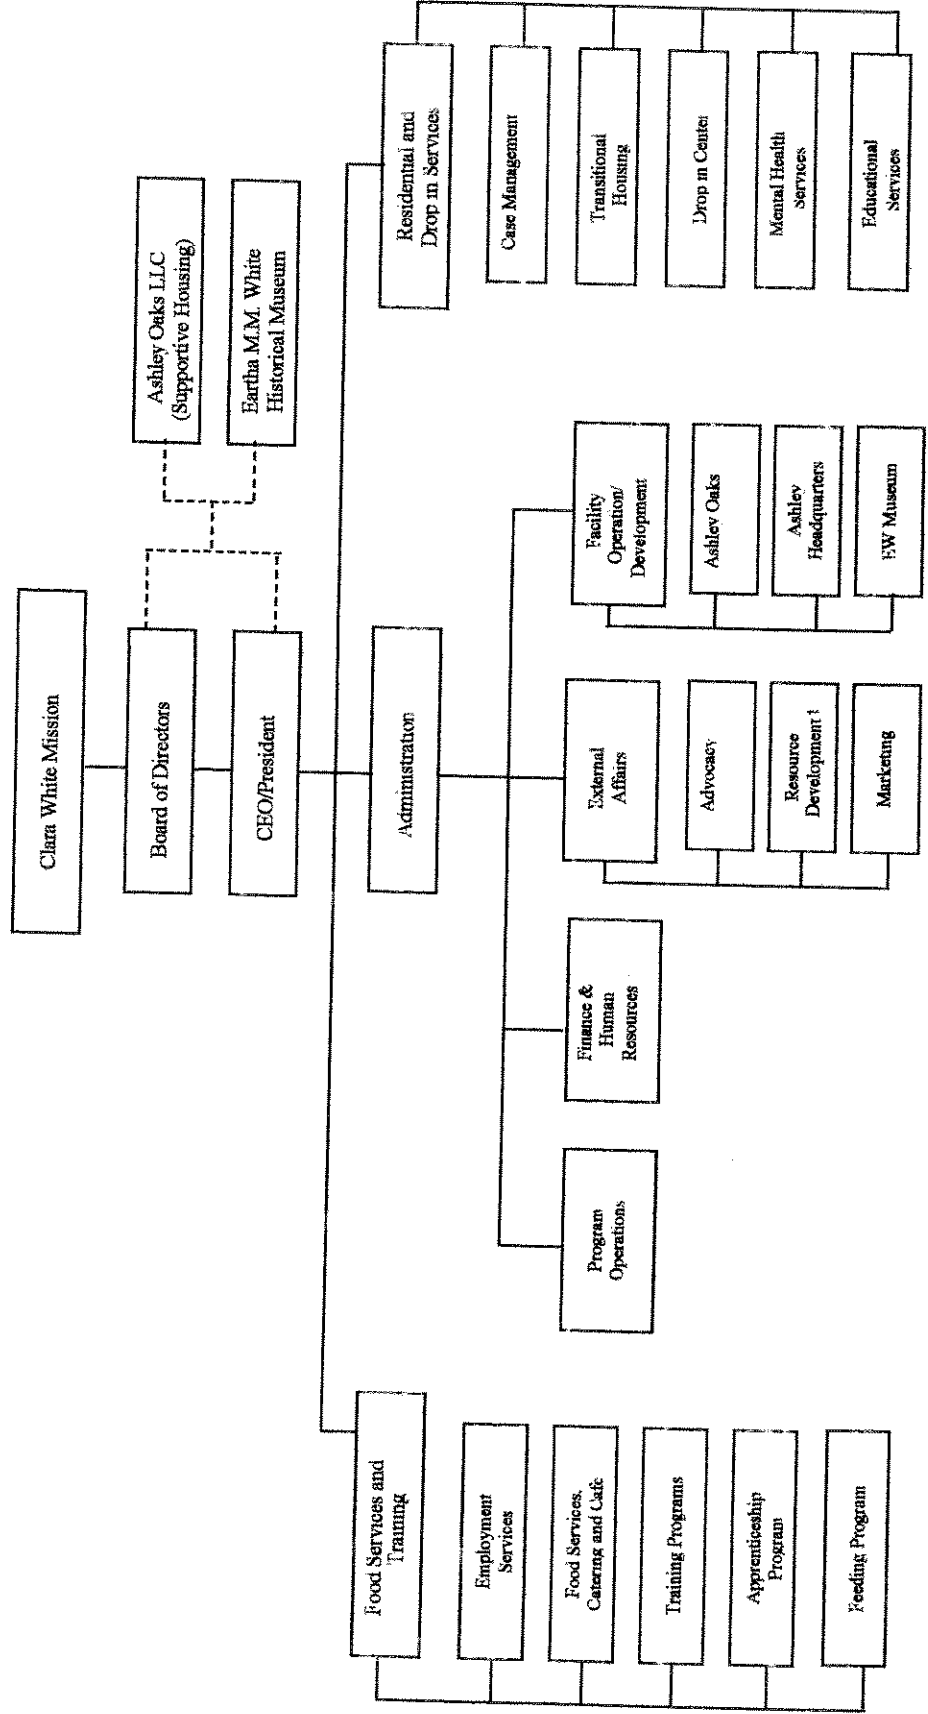 Clara White Mission
Board of Directors
CEO/President
Ashley Oaks LLC
(Supportive Housing)
Eartha M.M. White
Historical Museum
Food Services and
Training
Employment
Services
Food Services,
Catering and Cafe
Training Programs
Apprenticeship
Program
Feeding Program
Administration
Program
Operations
Finance &
Human
Resources
External
Affairs
Advocacy
Resource
Development
Marketing
Facility
Operation/
Development
Ashley Oaks
Ashley
Headquarters
EW Museum
Residential and
Drop in Services
Case Management
Transitional
Housing
Drop in Center
Mental Health
Services
Educational
Services